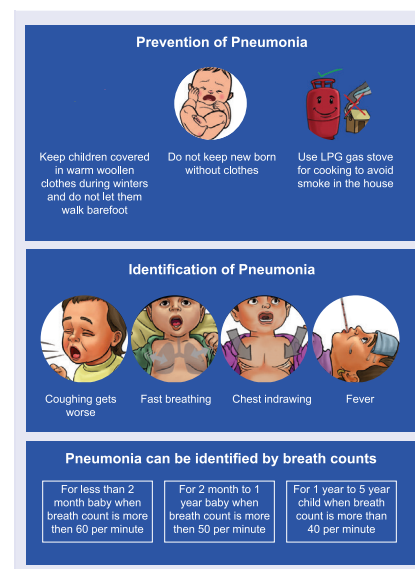 Prevention of Pneumonia
Keep children covered
in warm woollen
clothes during winters
and do not let them
walk barefoot
Do not keep new born
without clothes
Use LPG gas stove
for cooking to avoid
smoke in the house
Identification of Pneumonia
Coughing gets
worse
Fast breathing
Chest indrawing
Fever
Pneumonia can be identified by breath counts
For less than 2
month baby when
breath count is more
then 60 per minute
For 2 month to 1
year baby when
breath count is more
then 50 per minute
For 1 year to 5 year
child when breath
count is more than
40 per minute